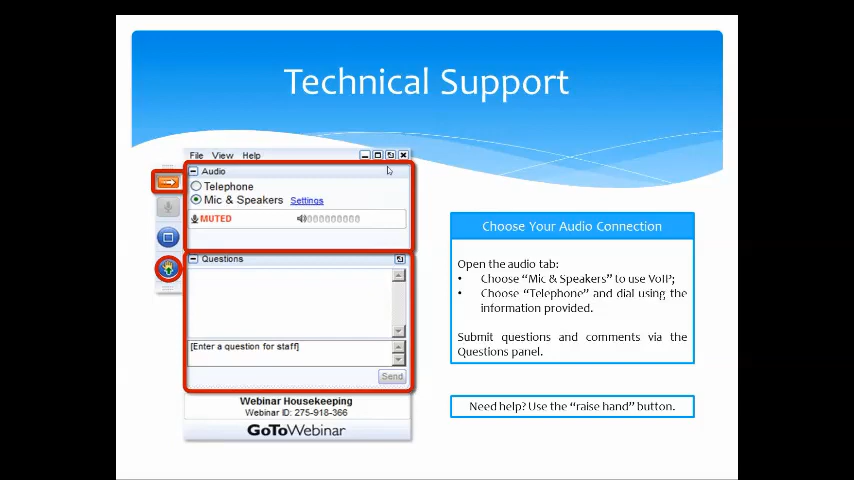 Technical Support
File View Help
Audio
Telephone
Mic & Speakers Settings
MUTED
Questions
[Enter a question for staff]
Send
Webinar Housekeeping
Webinar ID: 275-918-366
GoToWebinar
Choose Your Audio Connection
Open the audio tab:
• Choose “Mic & Speakers” to use VoIP;
• Choose “Telephone” and dial using the
information provided.
Submit questions and comments via the
Questions panel.
Need help? Use the “raise hand” button.